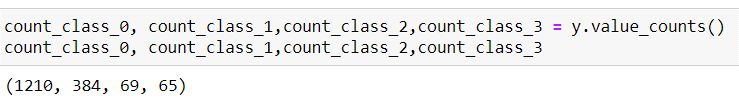 count_class_0, count_class_1,count_class_2,count_class_3 = y.value_counts()
count_class_0, count_class_1,count_class_2,count_class_3
(1210, 384, 69, 65)